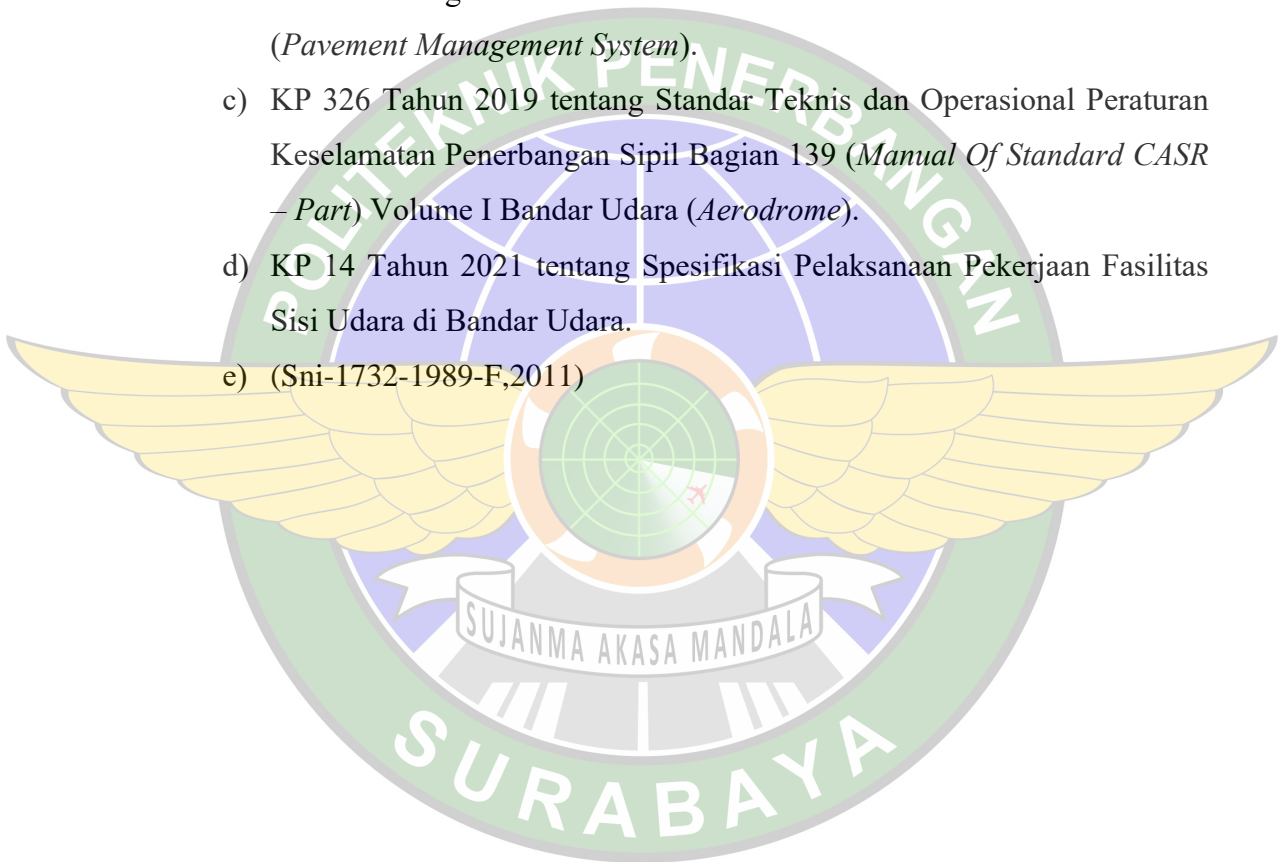 (Pavement Management System).
c) KP 326 Tahun 2019 tentang Standar Teknis dan Operasional Peraturan
Keselamatan Penerbangan Sipil Bagian 139 (Manual Of Standard CASR
– Part) Volume I Bandar Udara (Aerodrome).
d) KP 14 Tahun 2021 tentang Spesifikasi Pelaksanaan Pekerjaan Fasilitas
Sisi Udara di Bandar Udara.
e) (Sni-1732-1989-F,2011)
POLITEKNIK PENERBANGAN
SUJANMA AKASA MANDALA
SURABAYA